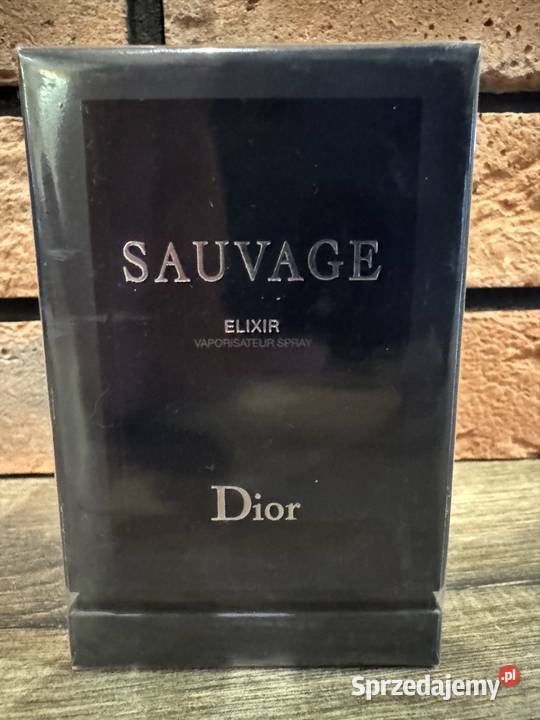 SAUVAGE
ELIXIR
VAPORISATEUR SPRAY
Dior
Sprzedajemy.pl